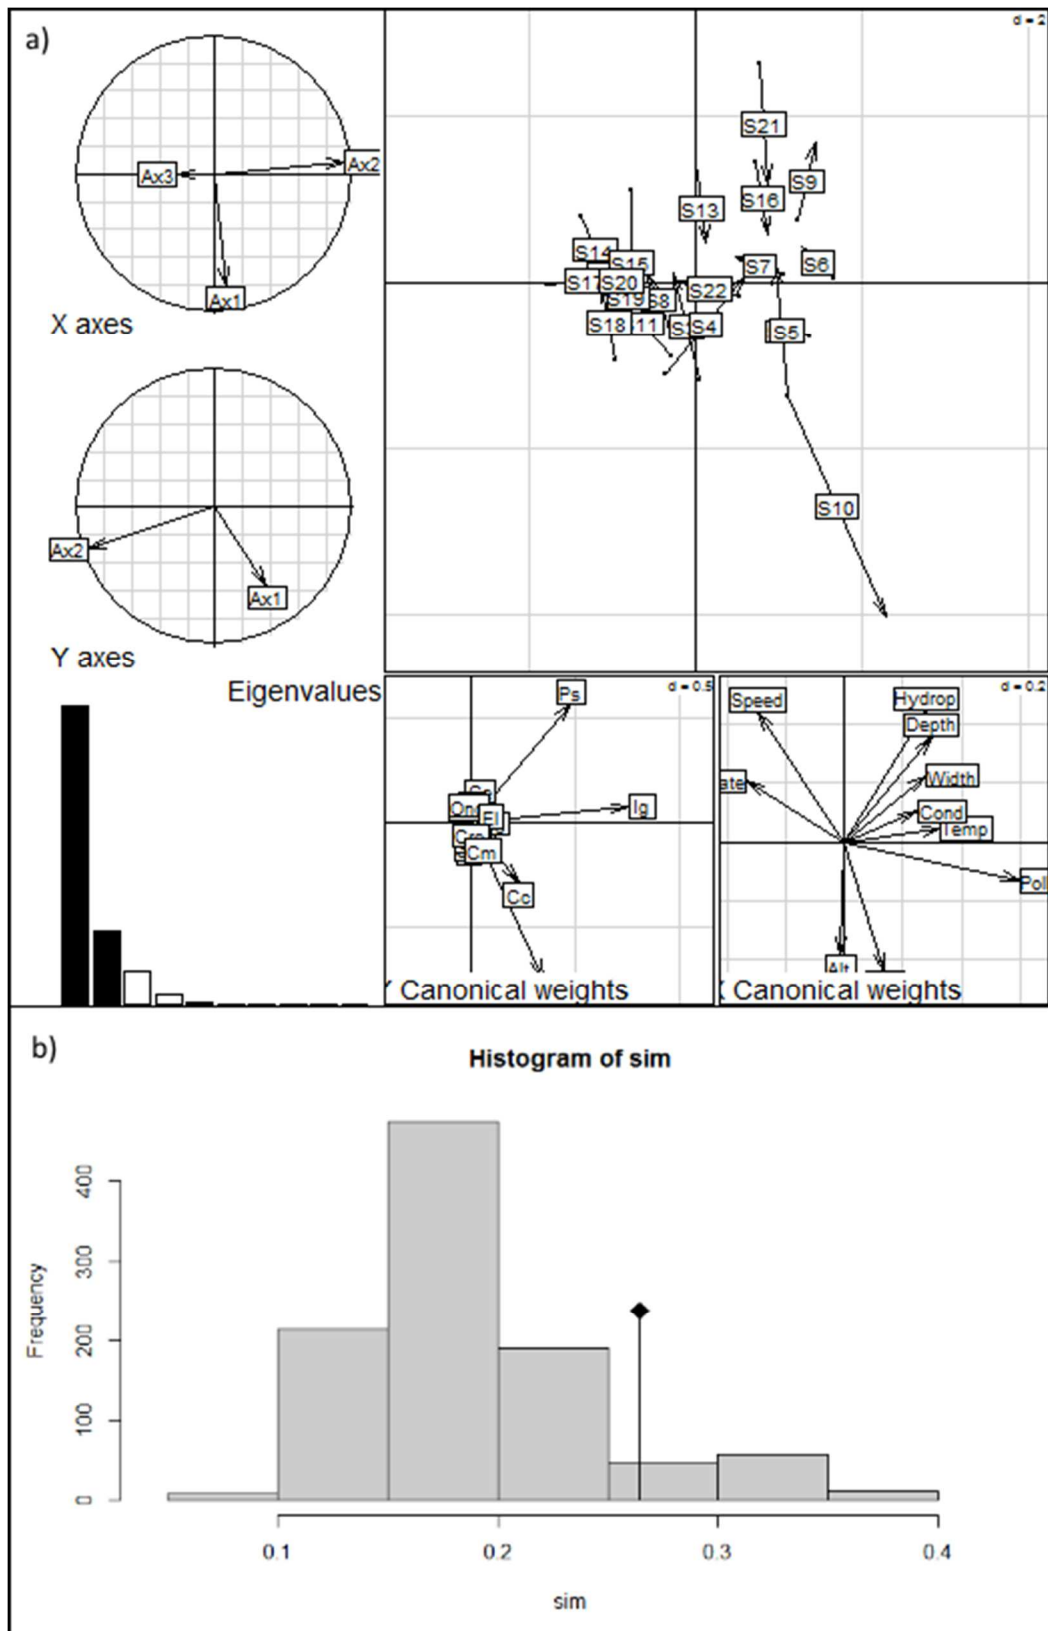 a)
Ax3
Ax2
Ax1
X axes
Ax2
Ax1
Y axes
d = 2
S21
S9
S16
S13
S14
S15
S7
S6
S17
S20
S22
S19
S8
S18
11
S4
S5
S10
Eigenvalues
d = 0.5
Ps
Ig
El
Cm
Cc
Canonical weights
d = 0.2
Speed
Hydrop
Depth
ate
Width
Cond
Temp
Poll
Alt
Canonical weights
b)
Histogram of sim
Frequency
400
300
200
100
0
0.1
0.2
0.3
0.4
sim